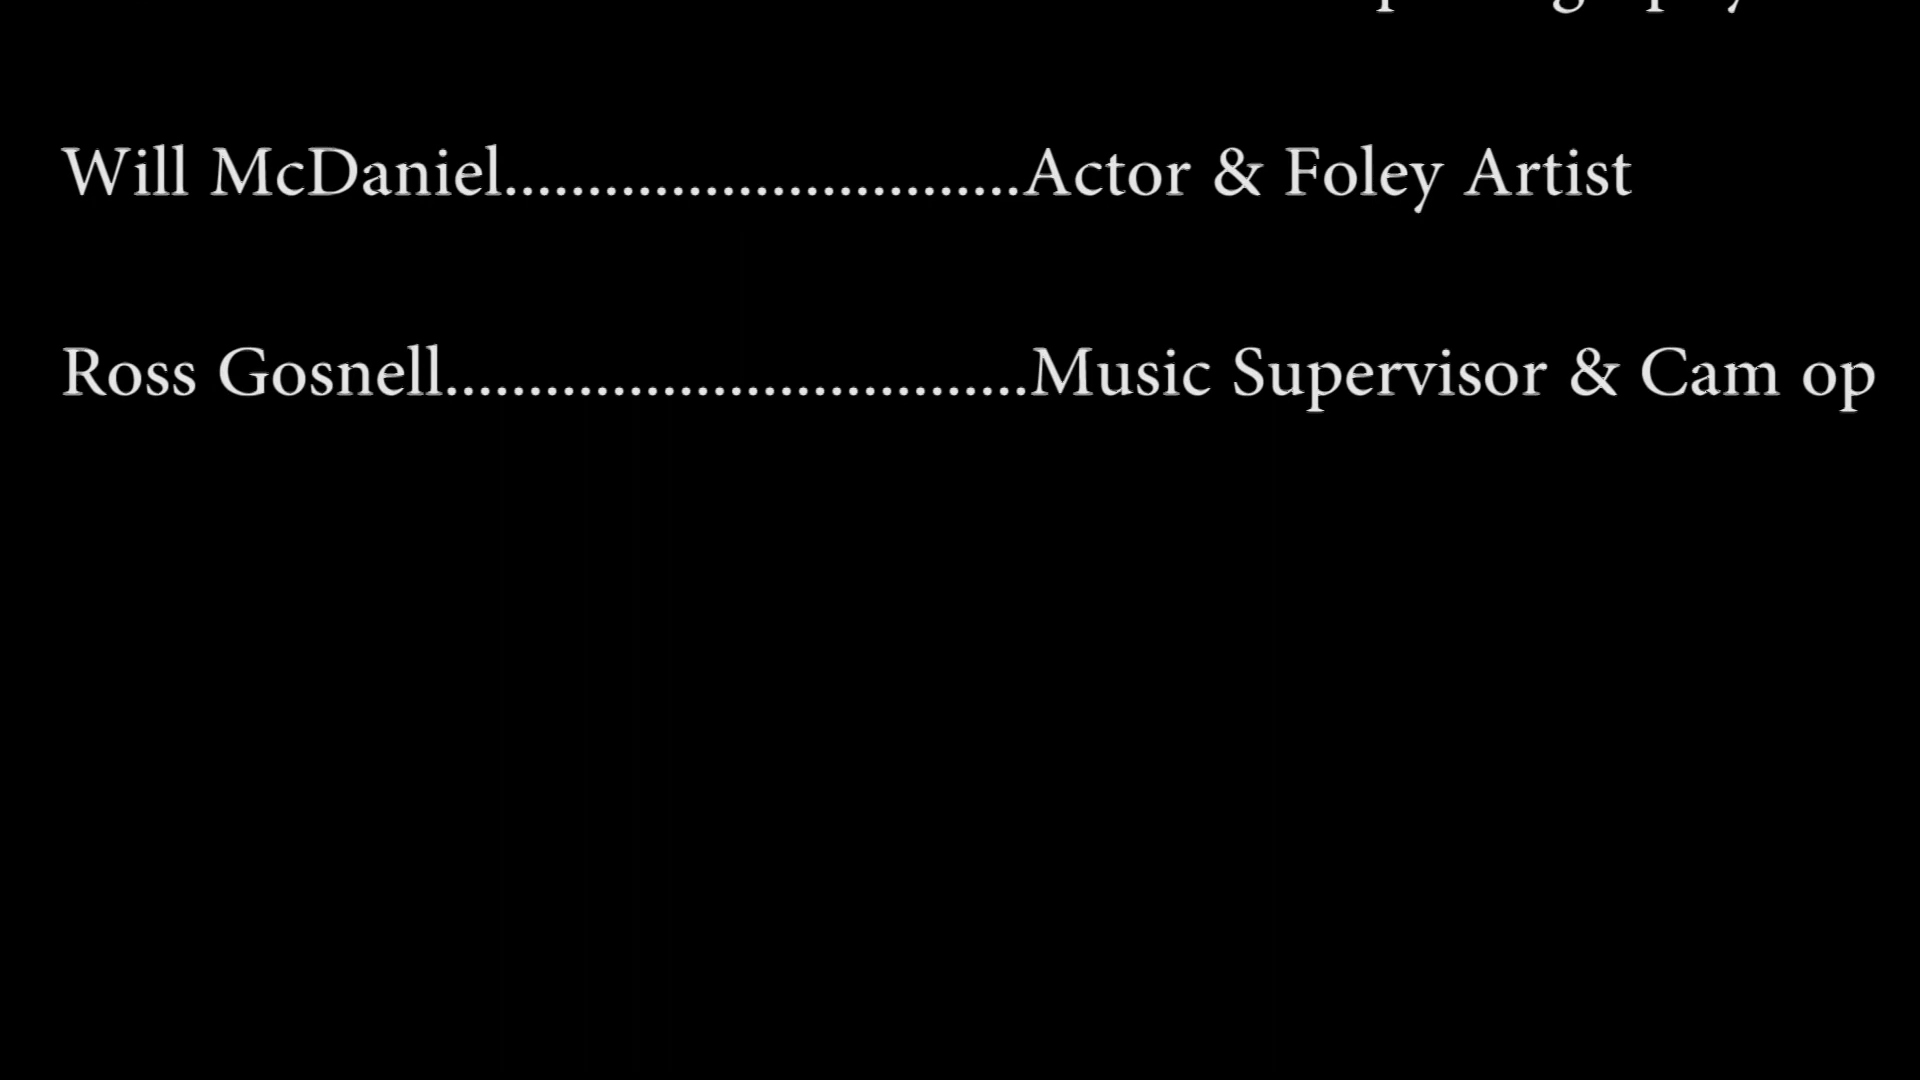 Will McDaniel...............................Actor & Foley Artist
Ross Gosnell...................................Music Supervisor & Cam op